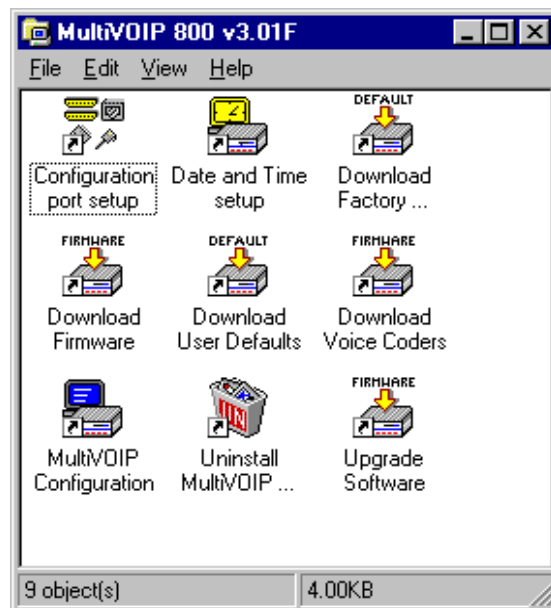 MultiVOIP 800 v3.01F
File Edit View Help
DEFAULT
Configuration
port setup
Date and Time
setup
Download
Factory ...
FIRMWARE
DEFAULT
FIRMWARE
Download
Firmware
Download
User Defaults
Download
Voice Coders
UN
FIRMWARE
MultiVOIP
Configuration
Uninstall
MultiVOIP ...
Upgrade
Software
9 object(s)
4.00KB